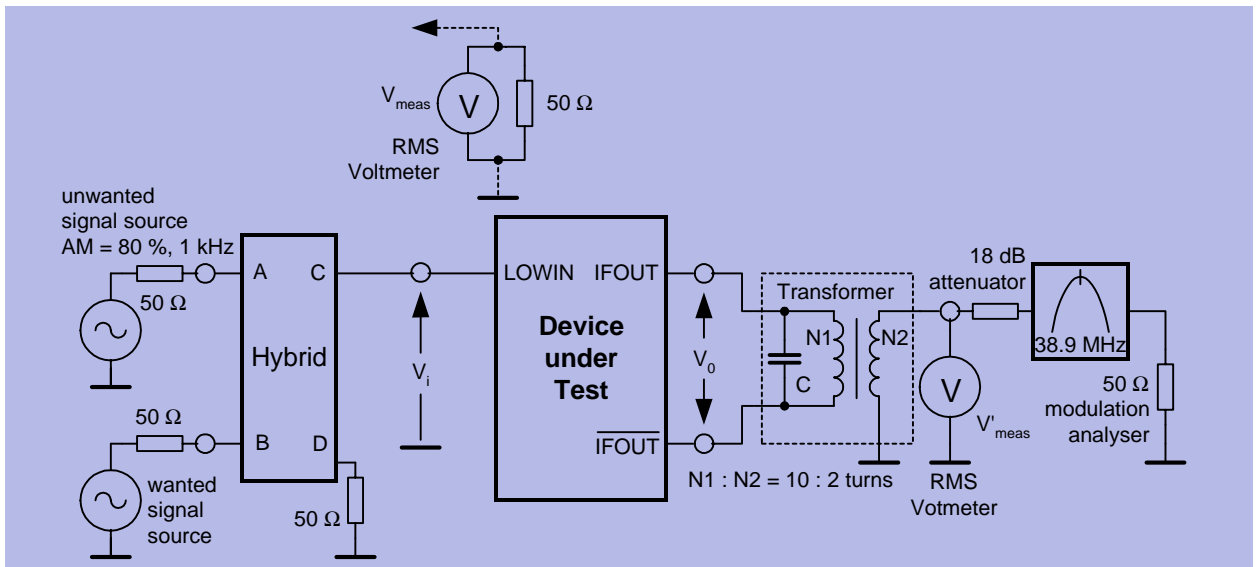 V meas
V
50 Ω
RMS
Voltmeter
unwanted
signal source
AM = 80 %, 1 kHz
50 Ω
A
C
Hybrid
B
D
50 Ω
wanted
signal
source
50 Ω
Vi
LOWIN
IFOUT
Device
under
Test
IFOUT
V0
Transformer
N1
N2
C
N1 : N2 = 10 : 2 turns
18 dB
attenuator
V
V'meas
RMS
Votmeter
38.9 MHz
50 Ω
modulation
analyser